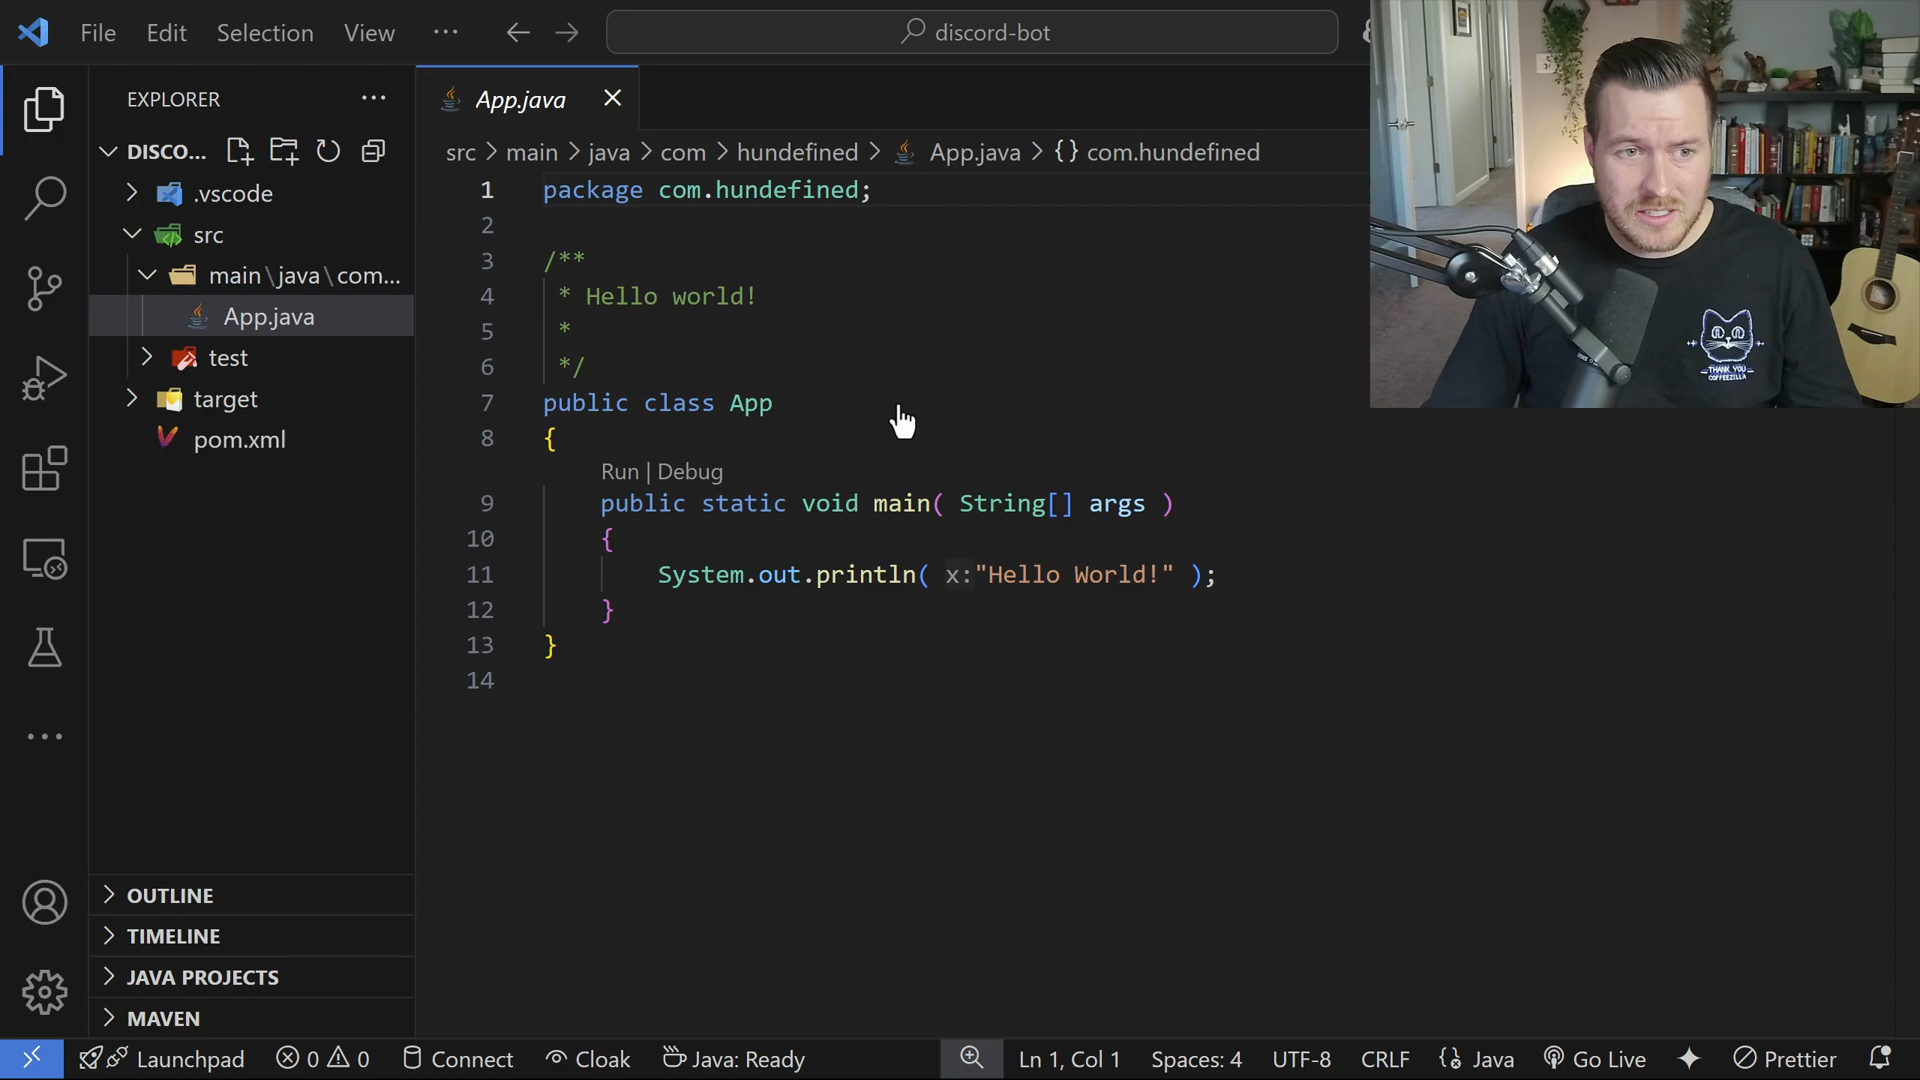 File Edit Selection View ··· discord-bot
EXPLORER ···
DISCO...
.vscode
src
main\java\com...
App.java
test
target
pom.xml
OUTLINE
TIMELINE
JAVA PROJECTS
MAVEN
App.java
src > main > java > com > hundefined > App.java > {} com.hundefined
1 package com.hundefined;
2
3 /**
4 * Hello world!
5 *
6 */
7 public class App
8 {
Run | Debug
9 public static void main( String[] args )
10 {
11 System.out.println( x:"Hello World!" );
12 }
13 }
14
THANK YOU
COFFEEZILLA
Launchpad 0 0 Connect Cloak Java: Ready Ln 1, Col 1 Spaces: 4 UTF-8 CRLF {} Java Go Live Prettier